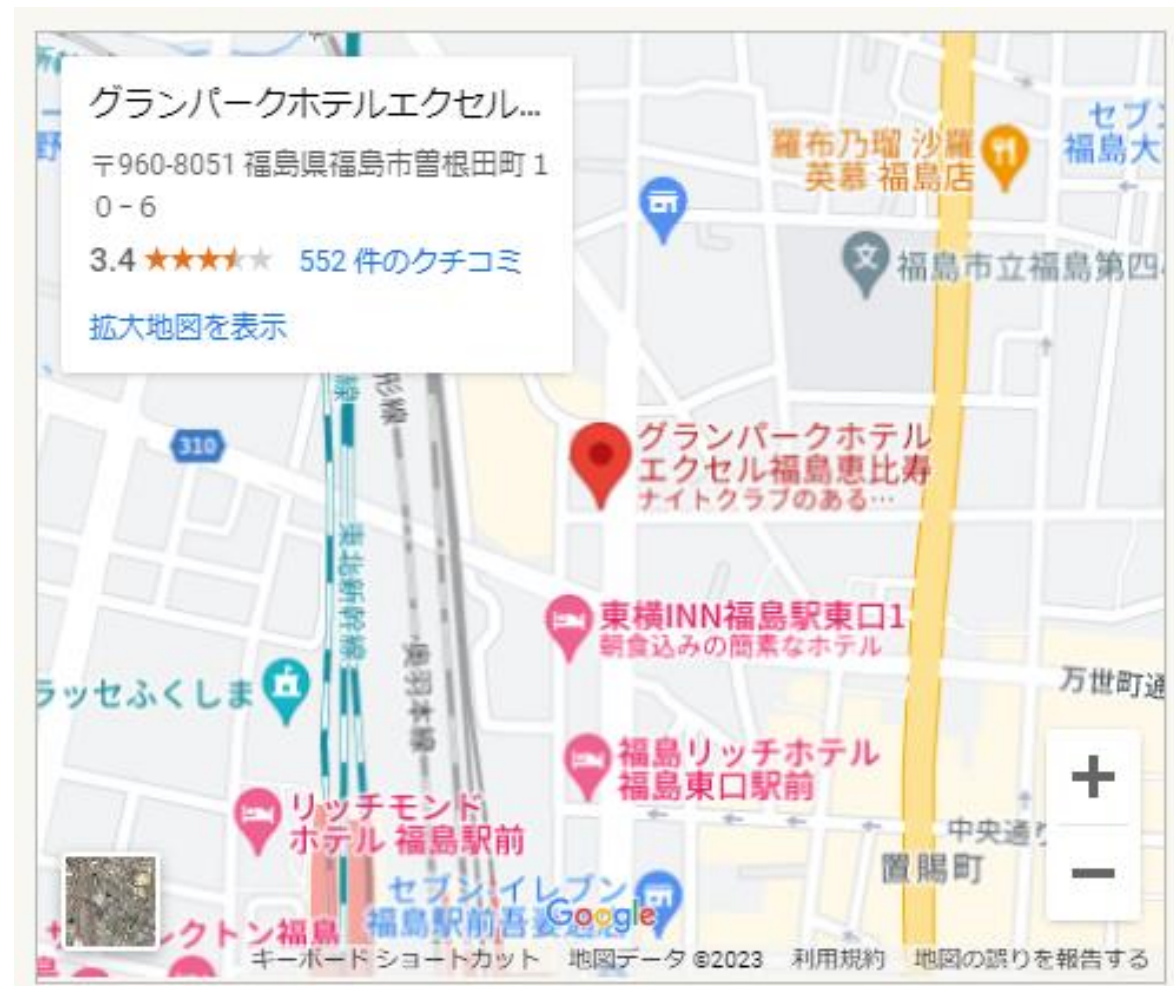 グランパークホテルエクセル...
〒960-8051 福島県福島市曽根田町1
0-6
3.4 552 件のクチコミ
拡大地図を表示
野
羅布乃瑠 沙羅
英慕 福島店
セブ
福島大
福島市立福島第四
310
線
形線
グランパークホテル
エクセル福島恵比寿
ナイトクラブのある…
東北新幹線
東横INN福島駅東口1
朝食込みの簡素なホテル
奥羽本線
万世町通
ラッセふくしま
福島リッチホテル
福島東口駅前
リッチモンド
ホテル 福島駅前
中央通り
置賜町
セブン-イレブン
福島駅前吾妻通店
Google
レクトン福島
キーボード ショートカット 地図データ ©2023 利用規約 地図の誤りを報告する